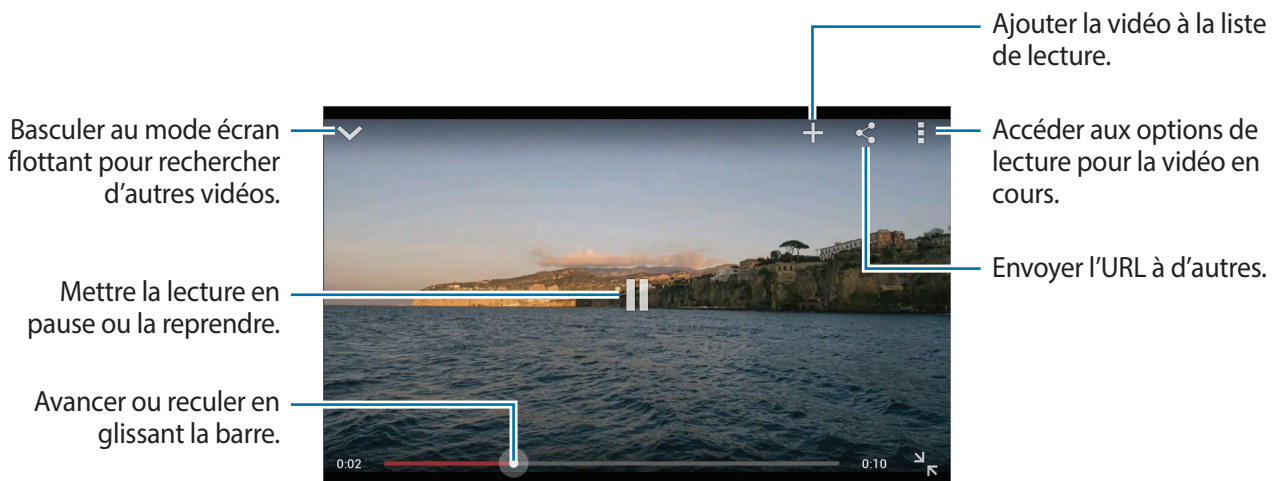 Ajouter la vidéo à la liste
de lecture.
Basculer au mode écran
flottant pour rechercher
d'autres vidéos.
Accéder aux options de
lecture pour la vidéo en
cours.
Envoyer l'URL à d'autres.
Mettre la lecture en
pause ou la reprendre.
Avancer ou reculer en
glissant la barre.
0:02
0:10